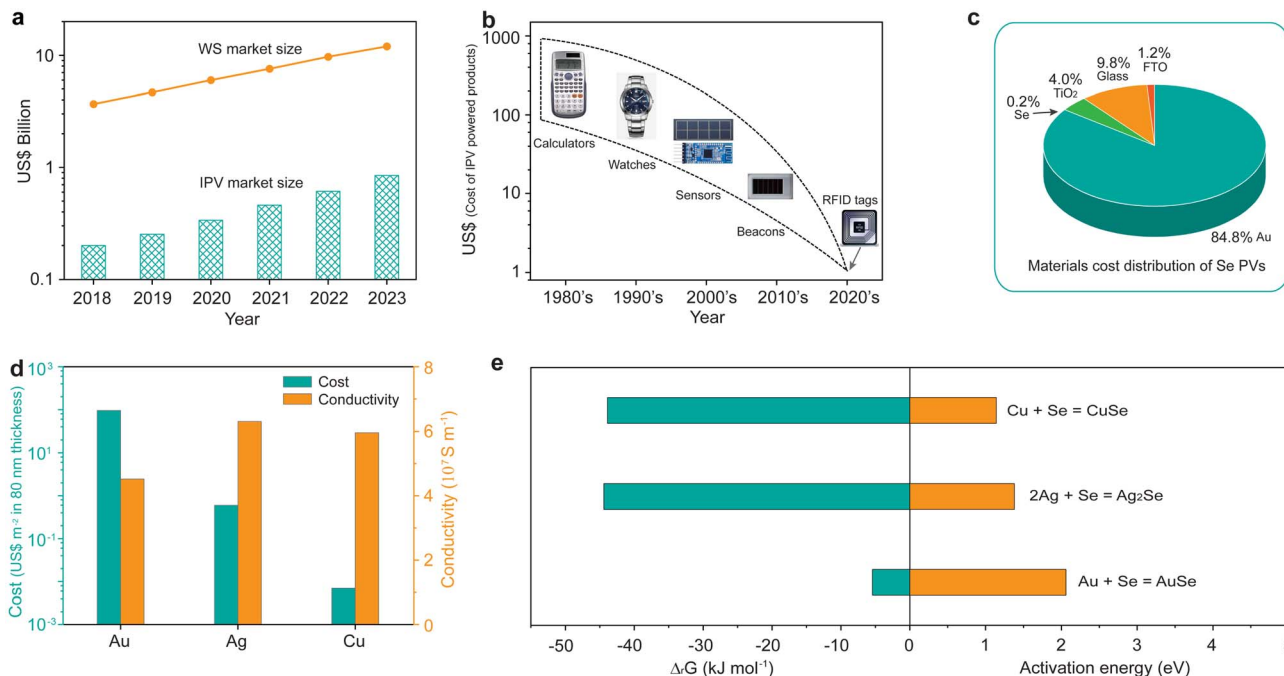 a
US$ Billion
10
1
0.1
WS market size
IPV market size
2018 2019 2020 2021 2022 2023
Year
b
US$ (Cost of IPV powered products)
1000
100
10
1
Calculators
Watches
Sensors
Beacons
RFID tags
1980's 1990's 2000's 2010's 2020's
Year
c
0.2%
Se
4.0%
TiO₂
9.8%
Glass
1.2%
FTO
84.8% Au
Materials cost distribution of Se PVs
d
Cost (US$ m⁻² in 80 nm thickness)
10³
10¹
10⁻¹
10⁻³
Cost
Conductivity
8
6
4
2
0
Conductivity (10⁷S m⁻¹)
Au Ag Cu
e
Cu + Se = CuSe
2Ag + Se = Ag₂Se
Au + Se = AuSe
-50 -40 -30 -20 -10 0 1 2 3 4 5
ΔᵣG (kJ mol⁻¹) Activation energy (eV)